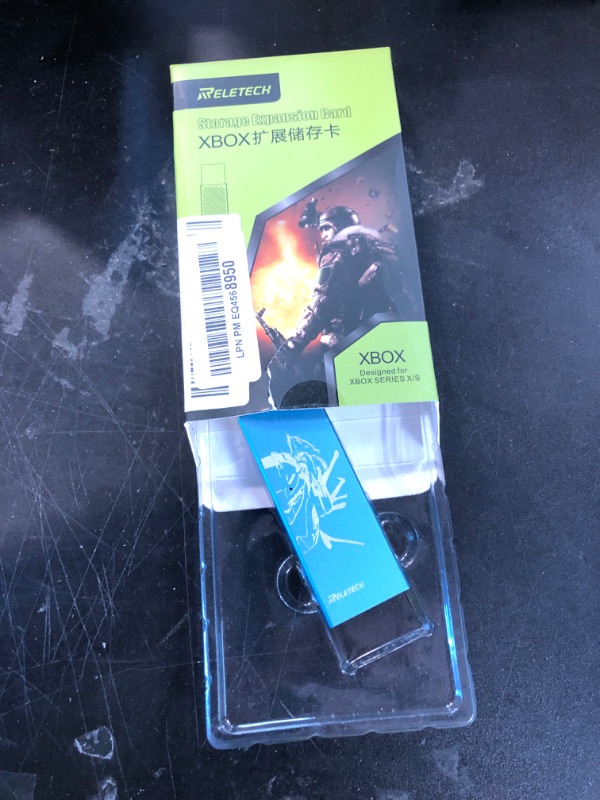 RELETECH
Storage Expansion Card
XBOX扩展储存卡
LPN PM EQ4568950
XBOX
Designed for
XBOX SERIES X/S
RELETECH